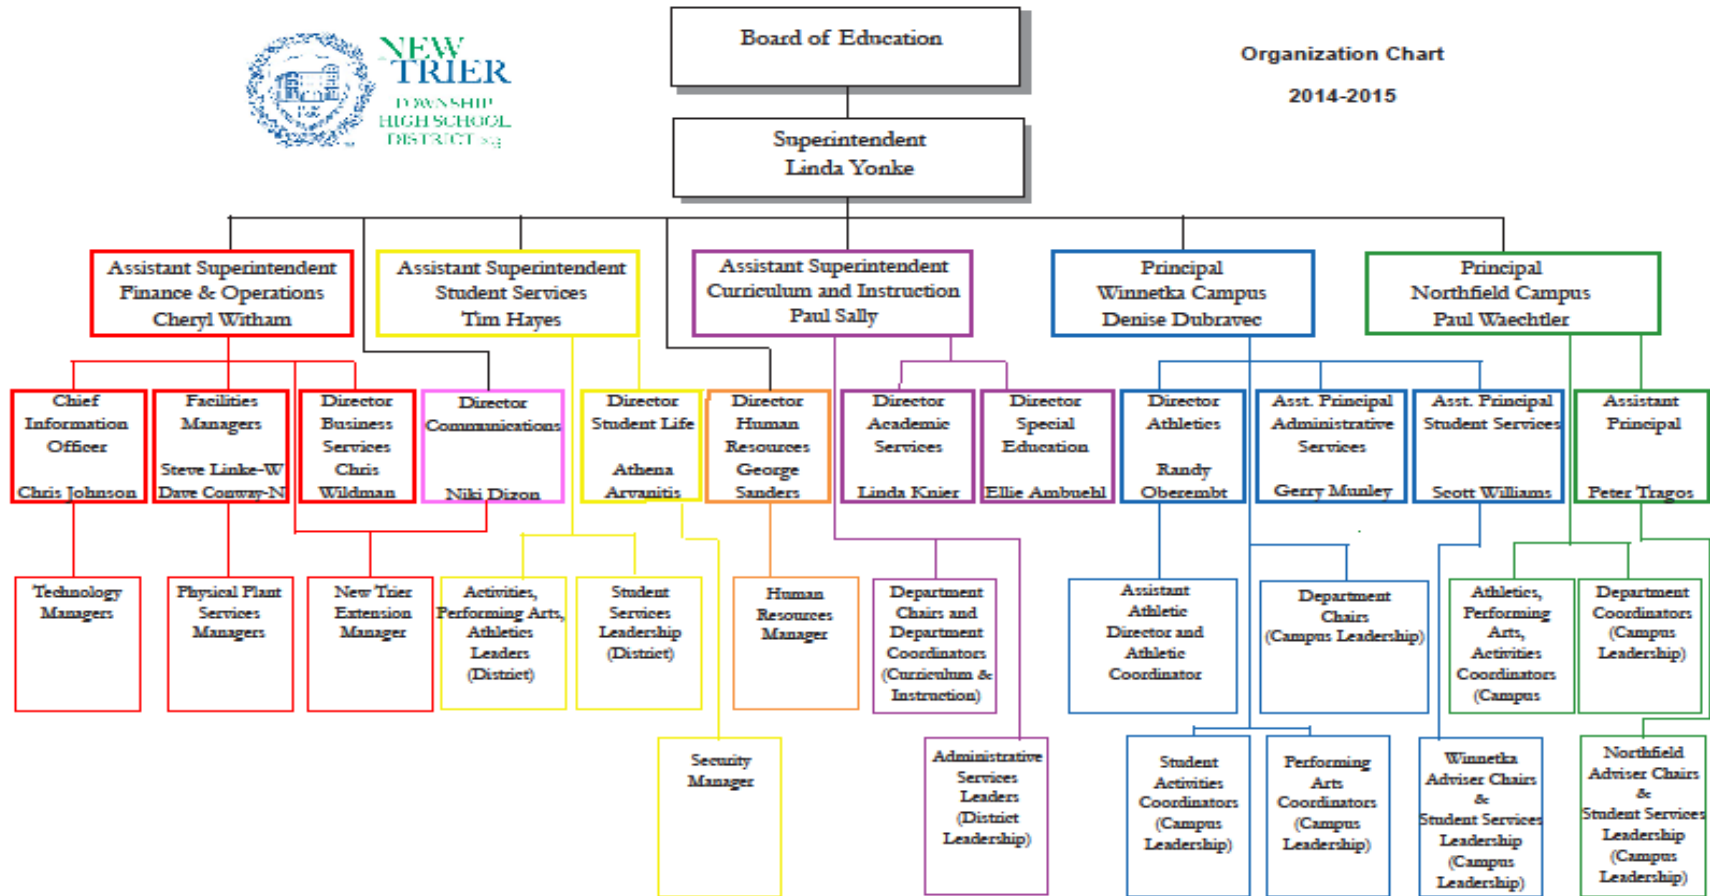 NEW
TRIER
TOWNSHIP
HIGH SCHOOL
DISTRICT
Board of Education
Organization Chart
2014-2015
Superintendent
Linda Yonke
Assistant Superintendent
Finance & Operations
Cheryl Witham
Assistant Superintendent
Student Services
Tim Hayes
Assistant Superintendent
Curriculum and Instruction
Paul Sally
Principal
Winnetka Campus
Denise Dubravec
Principal
Northfield Campus
Paul Waechtler
Chief
Information
Officer
Chris Johnson
Facilities
Managers
Steve Linke-W
Dave Conway-N
Director
Business
Services
Chris
Wildman
Director
Communications
Niki Dizon
Director
Student Life
Athena
Arvanitis
Director
Human
Resources
George
Sanders
Director
Academic
Services
Linda Knier
Director
Special
Education
Ellie Ambuehl
Director
Athletics
Randy
Oberembt
Asst. Principal
Administrative
Services
Gerry Munley
Asst. Principal
Student Services
Scott Williams
Assistant
Principal
Peter Tragos
Technology
Managers
Physical Plant
Services
Managers
New Trier
Extension
Manager
Activities,
Performing Arts,
Athletics
Leaders
(District)
Student
Services
Leadership
(District)
Human
Resources
Manager
Department
Chairs and
Department
Coordinators
(Curriculum &
Instruction)
Assistant
Athletic
Director and
Athletic
Coordinator
Department
Chairs
(Campus Leadership)
Athletics,
Performing
Arts,
Activities
Coordinators
(Campus
Department
Coordinators
(Campus
Leadership)
Security
Manager
Administrative
Services
Leaders
(District
Leadership)
Student
Activities
Coordinators
(Campus
Leadership)
Performing
Arts
Coordinators
(Campus
Leadership)
Winnetka
Adviser Chairs
&
Student Services
Leadership
(Campus
Leadership)
Northfield
Adviser Chairs
&
Student Services
Leadership
(Campus
Leadership)